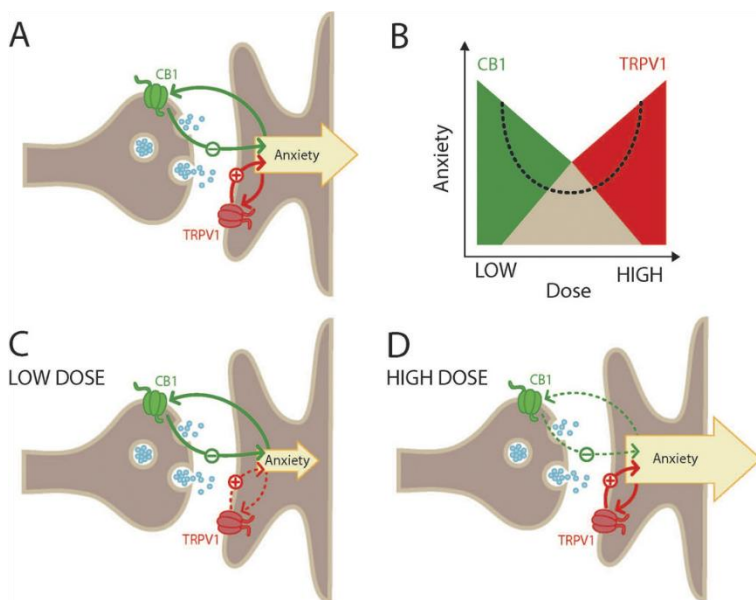 A
CB1
Anxiety
TRPV1
B
CB1
TRPV1
Anxiety
LOW
HIGH
Dose
C
LOW DOSE
CB1
Anxiety
TRPV1
D
HIGH DOSE
CB1
Anxiety
TRPV1